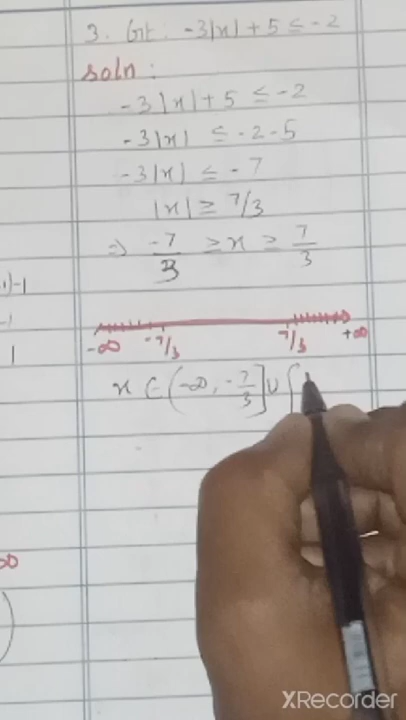 3. Gt. -3|x| + 5 ≤ -2
Soln :
-3|x| + 5 ≤ -2
-3|x| ≤ -2-5
-3|x| ≤ -7
|x| ≥ 7/3
⇒ -7/3 ≥ x ≥ 7/3
-∞ -7/3 7/3 +∞
x ∈ (-∞, -7/3] ∪ [
XRecorder